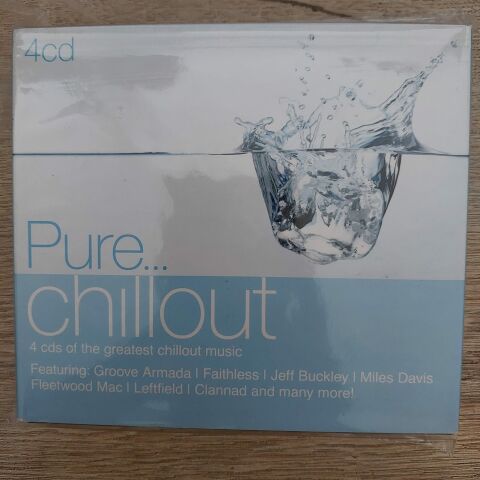 4cd
Pure...
chillout
4 cds of the greatest chillout music
Featuring: Groove Armada | Faithless | Jeff Buckley | Miles Davis
Fleetwood Mac | Leftfield | Clannad and many more!